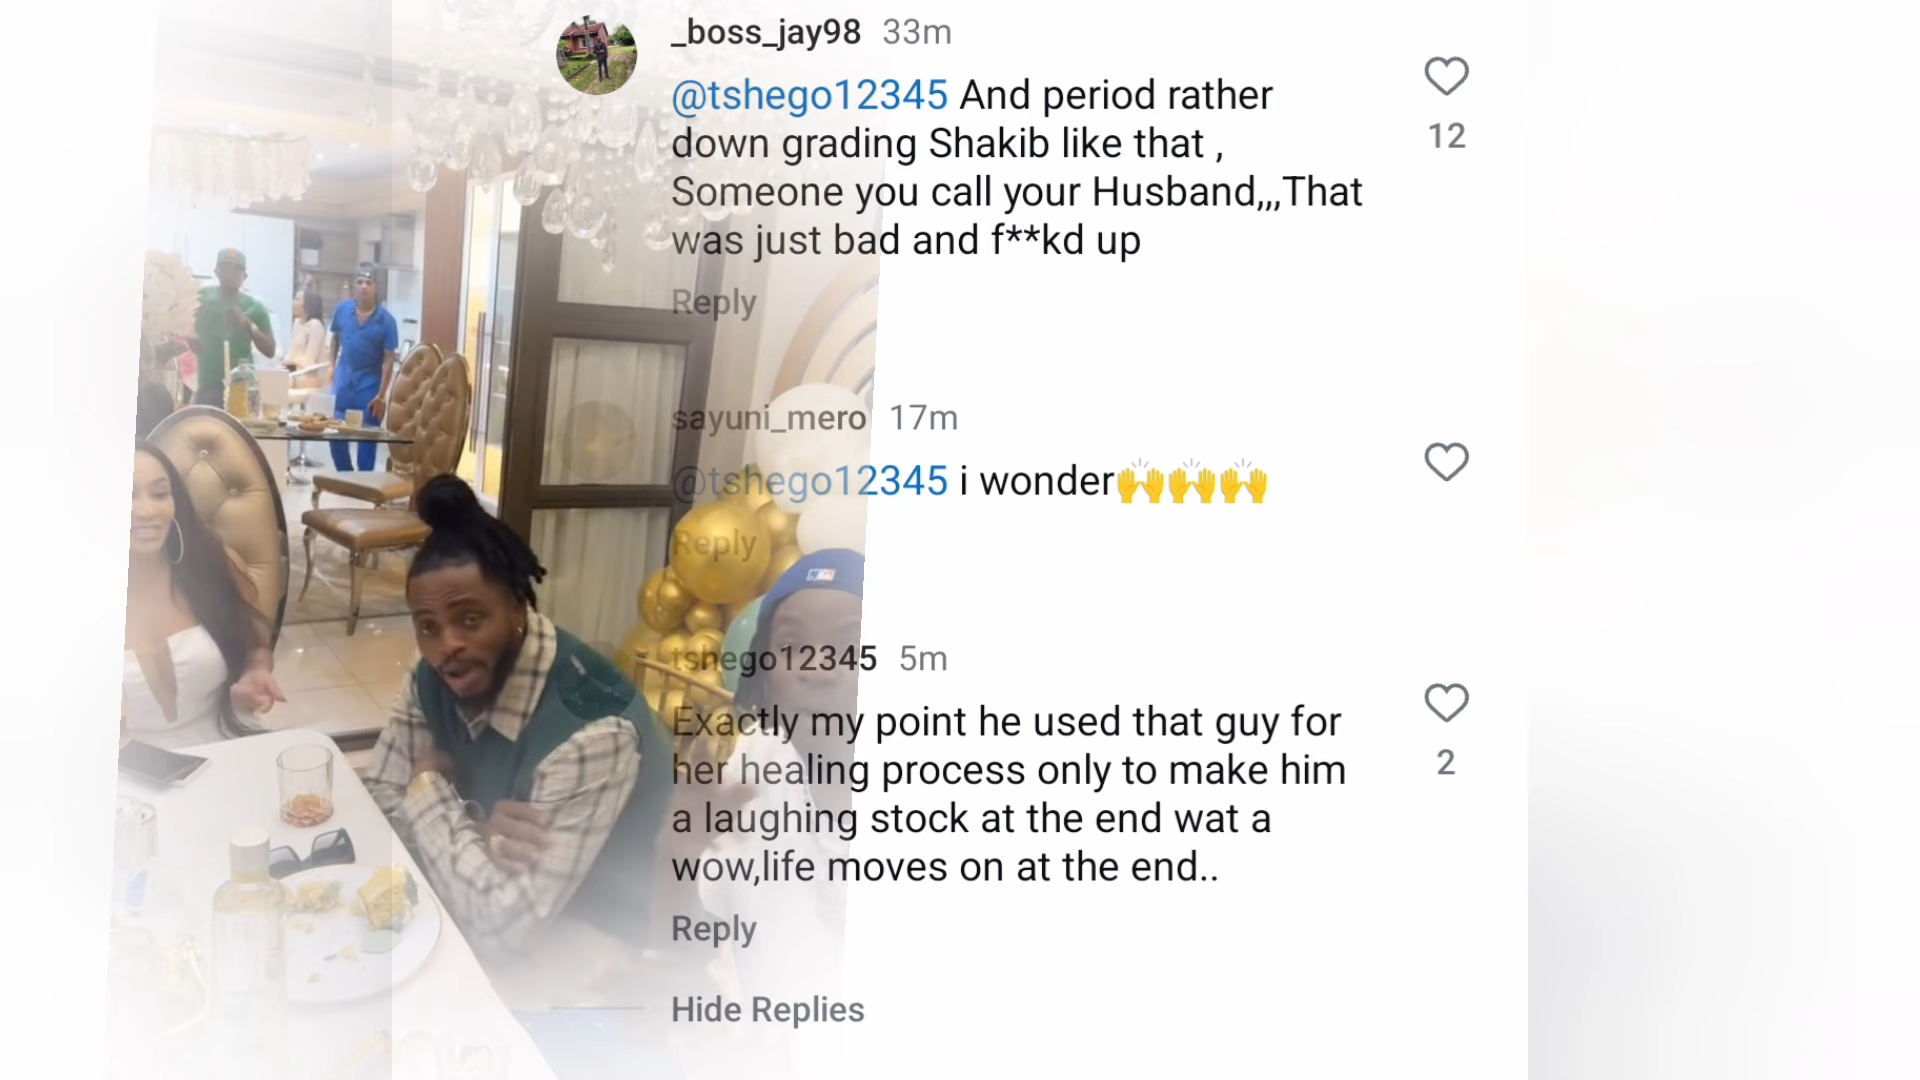 _boss_jay98 33m
@tshego12345 And period rather
down grading Shakib like that ,
Someone you call your Husband,,,That
was just bad and f**kd up
12
Reply
sayuni_mero 17m
@tshego12345 i wonder🙌🙌🙌
Reply
tshego12345 5m
Exactly my point he used that guy for
her healing process only to make him
a laughing stock at the end wat a
wow,life moves on at the end..
2
Reply
Hide Replies